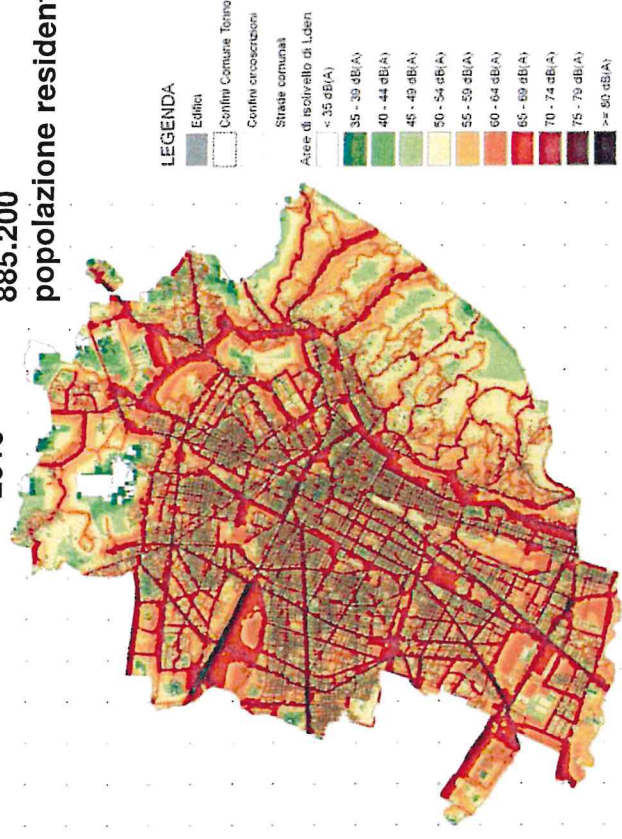 885.200
popolazione residen
LEGENDA
Edifici
Confini Comune Torino
Confini circoscrizioni
Strade comunali
Aree di isolivello di Lden
< 35 dB(A)
35 - 39 dB(A)
40 - 44 dB(A)
45 - 49 dB(A)
50 - 54 dB(A)
55 - 59 dB(A)
60 - 64 dB(A)
65 - 69 dB(A)
70 - 74 dB(A)
75 - 79 dB(A)
>= 80 dB(A)